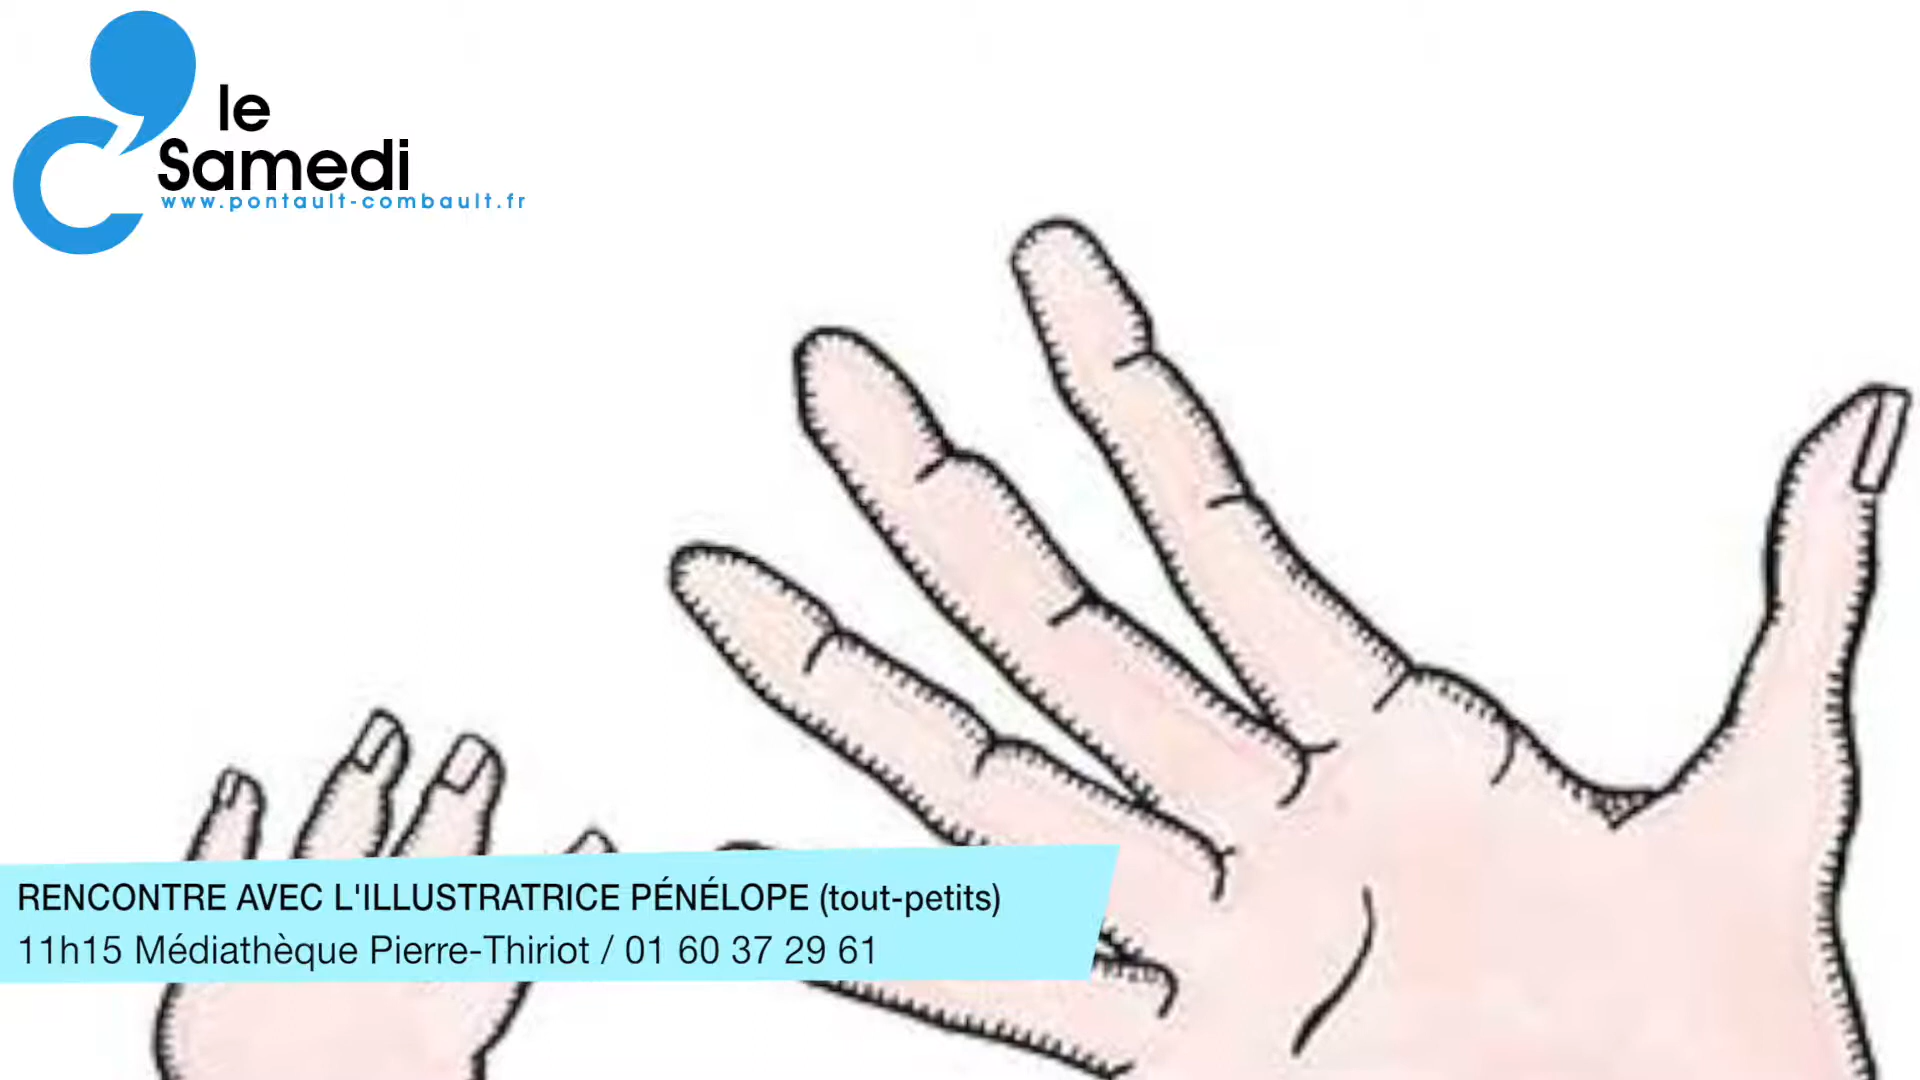 C'
le
Samedi
www.pontault-combault.fr
RENCONTRE AVEC L'ILLUSTRATRICE PÉNÉLOPE (tout-petits)
11h15 Médiathèque Pierre-Thiriot / 01 60 37 29 61